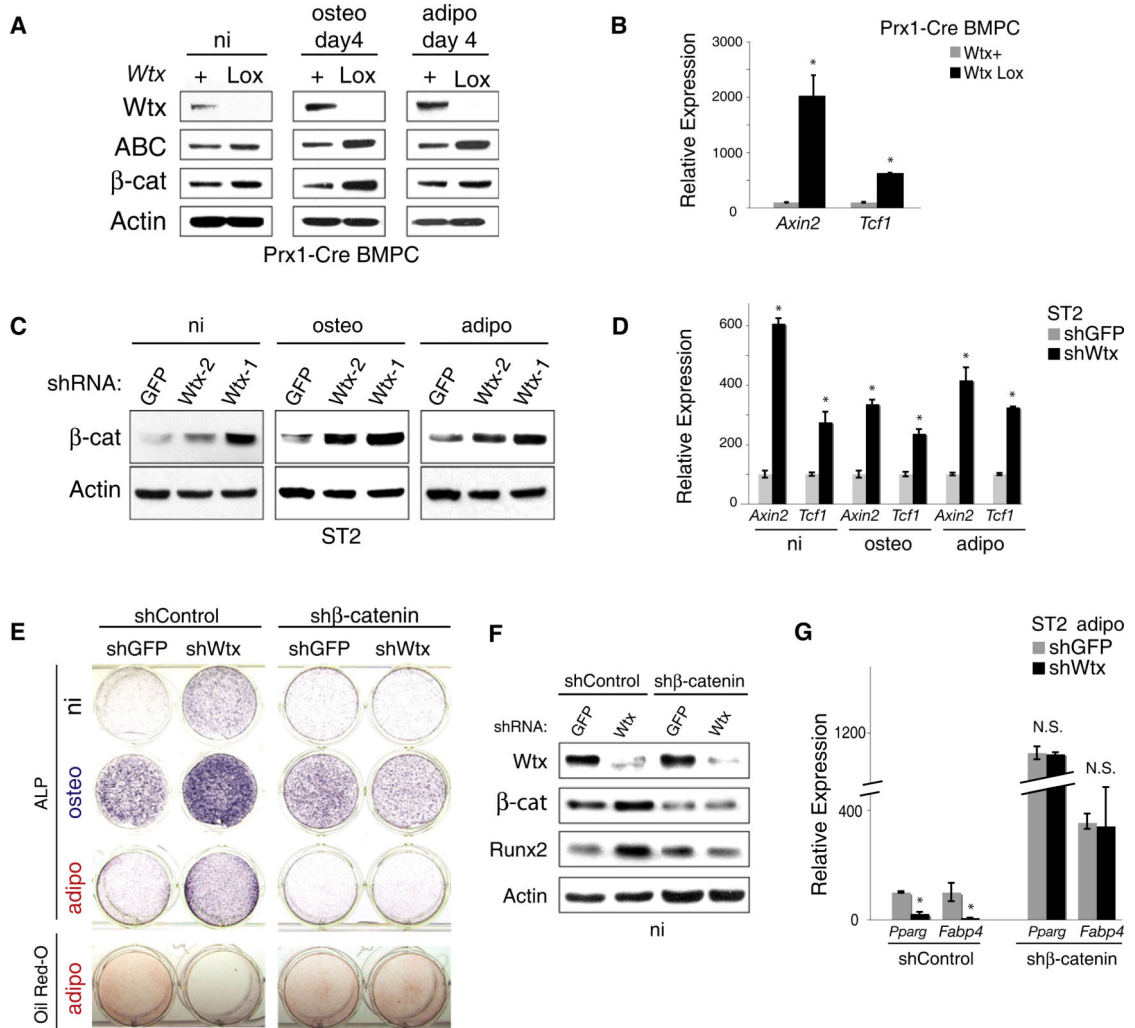 A
ni
osteo
day4
adipo
day 4
Wtx + Lox + Lox + Lox
Wtx
ABC
β-cat
Actin
Prx1-Cre BMPC
B
Prx1-Cre BMPC
Wtx+
Wtx Lox
Relative Expression
3000
2000
1000
0
*
*
Axin2 Tcf1
C
ni osteo adipo
shRNA: GFP Wtx-2 Wtx-1 GFP Wtx-2 Wtx-1 GFP Wtx-2 Wtx-1
β-cat
Actin
ST2
D
ST2
shGFP
shWtx
Relative Expression
600
400
200
0
* * * * * *
Axin2 Tcf1 Axin2 Tcf1 Axin2 Tcf1
ni osteo adipo
E
shControl shβ-catenin
shGFP shWtx shGFP shWtx
ALP
ni
osteo
adipo
Oil Red-O
adipo
F
shControl shβ-catenin
shRNA: GFP Wtx GFP Wtx
Wtx
β-cat
Runx2
Actin
ni
G
ST2 adipo
shGFP
shWtx
Relative Expression
1200
400
0
* *
N.S.
N.S.
Pparg Fabp4 Pparg Fabp4
shControl shβ-catenin